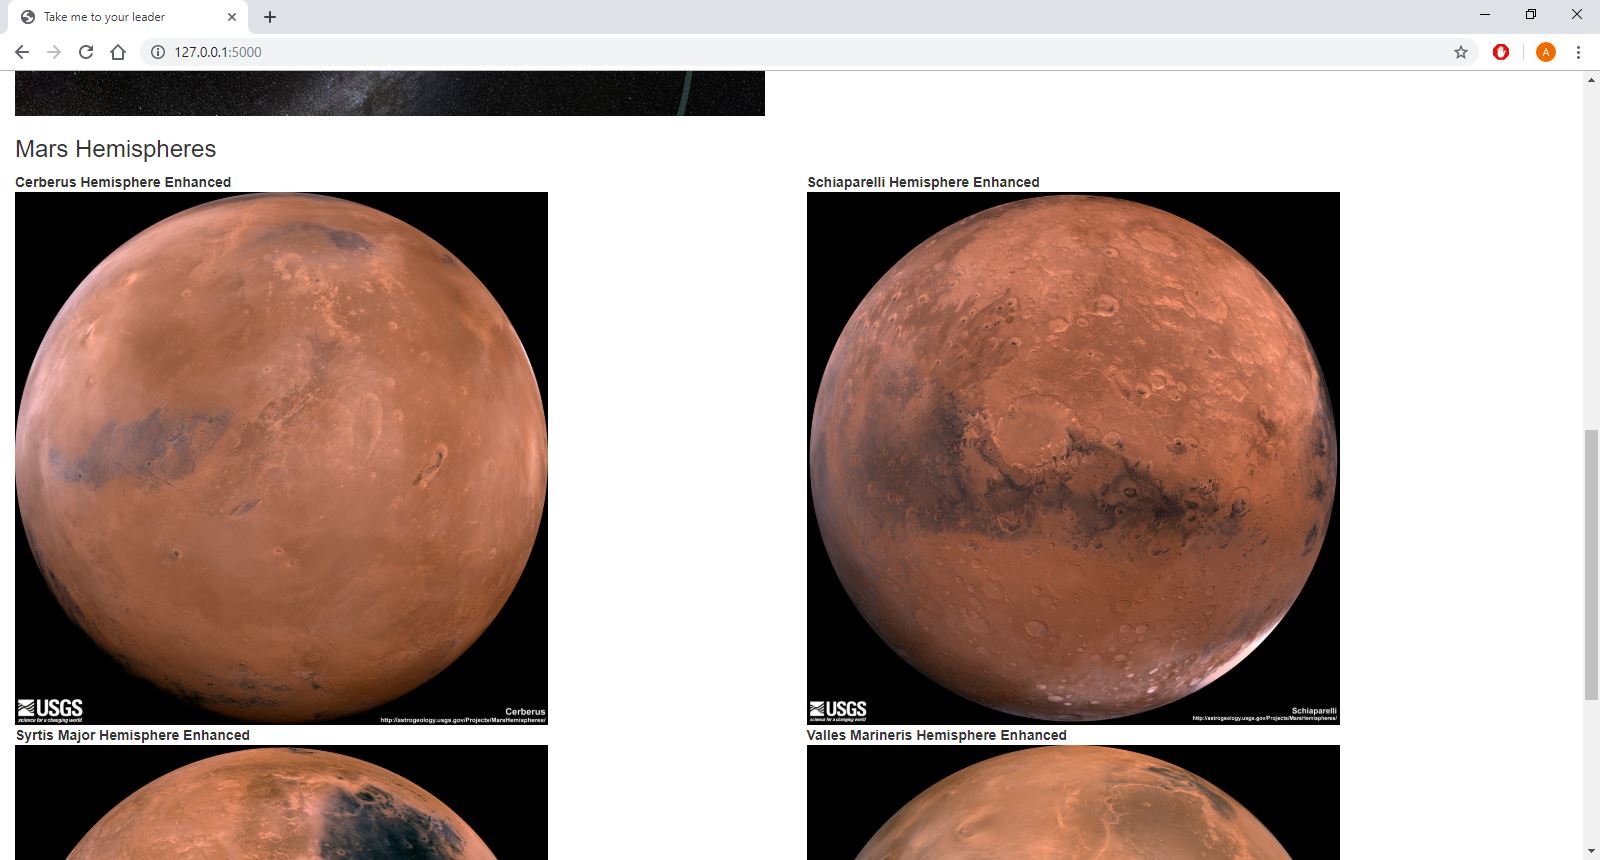 Take me to your leader
127.0.0.1:5000
A
Mars Hemispheres
Cerberus Hemisphere Enhanced
Schiaparelli Hemisphere Enhanced
USGS
science for a changing world
Cerberus
http://astrogeology.usgs.gov/Projects/MarsHemispheres/
USGS
science for a changing world
Schiaparelli
http://astrogeology.usgs.gov/Projects/MarsHemispheres/
Syrtis Major Hemisphere Enhanced
Valles Marineris Hemisphere Enhanced